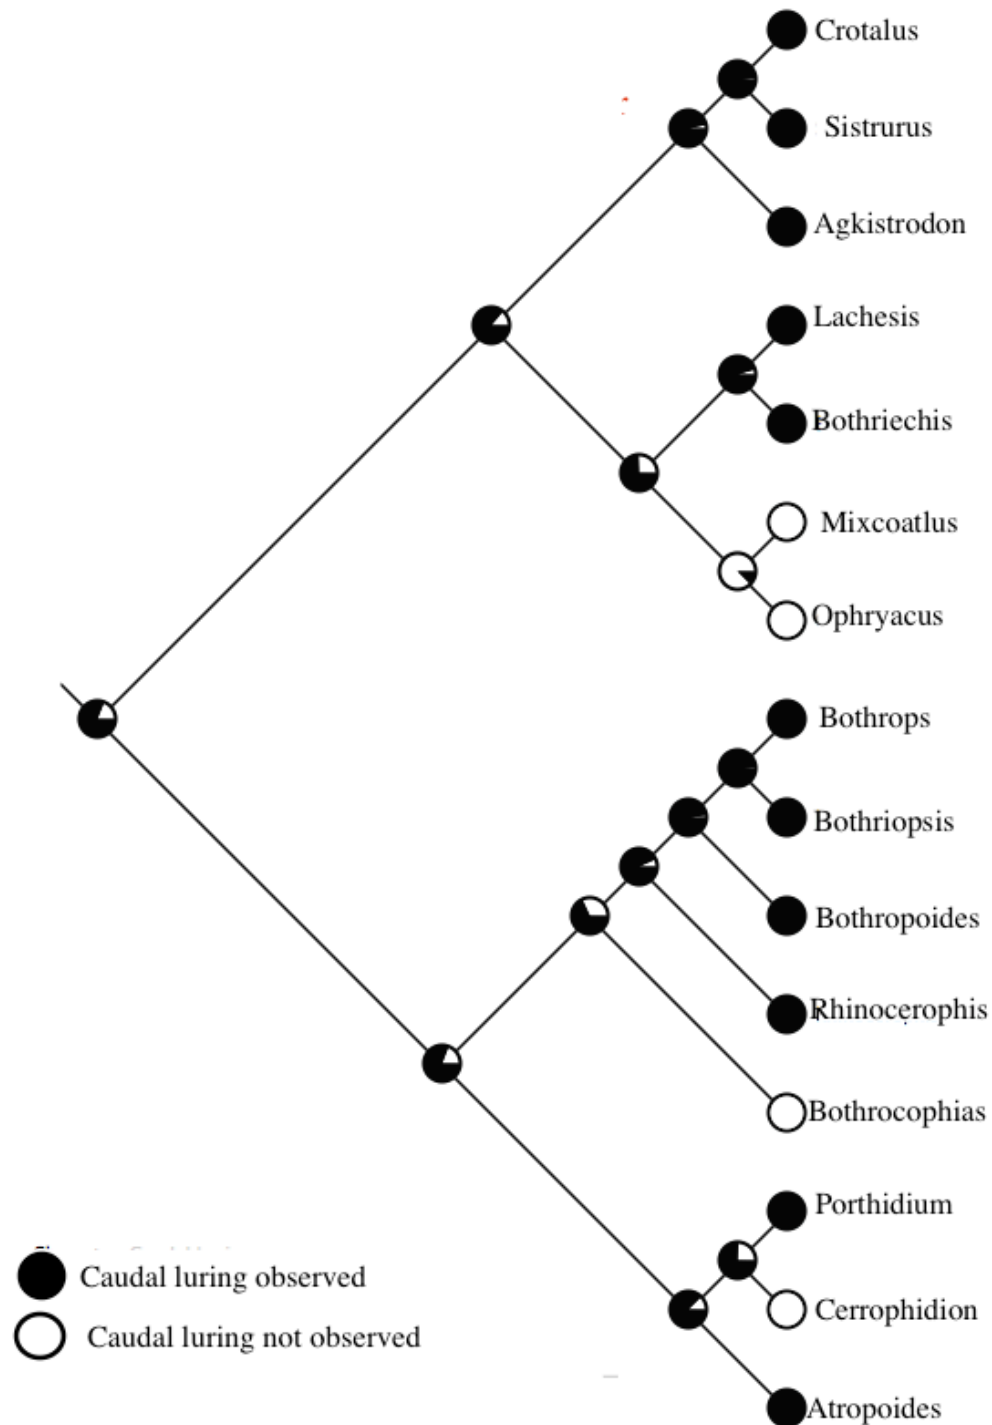 Crotalus
Sistrurus
Agkistrodon
Lachesis
Bothriechis
Mixcoatlus
Ophryacus
Bothrops
Bothriopsis
Bothropoides
Rhinocerophis
Bothrocophias
Porthidium
Cerrophidion
Atropoides
Caudal luring observed
Caudal luring not observed